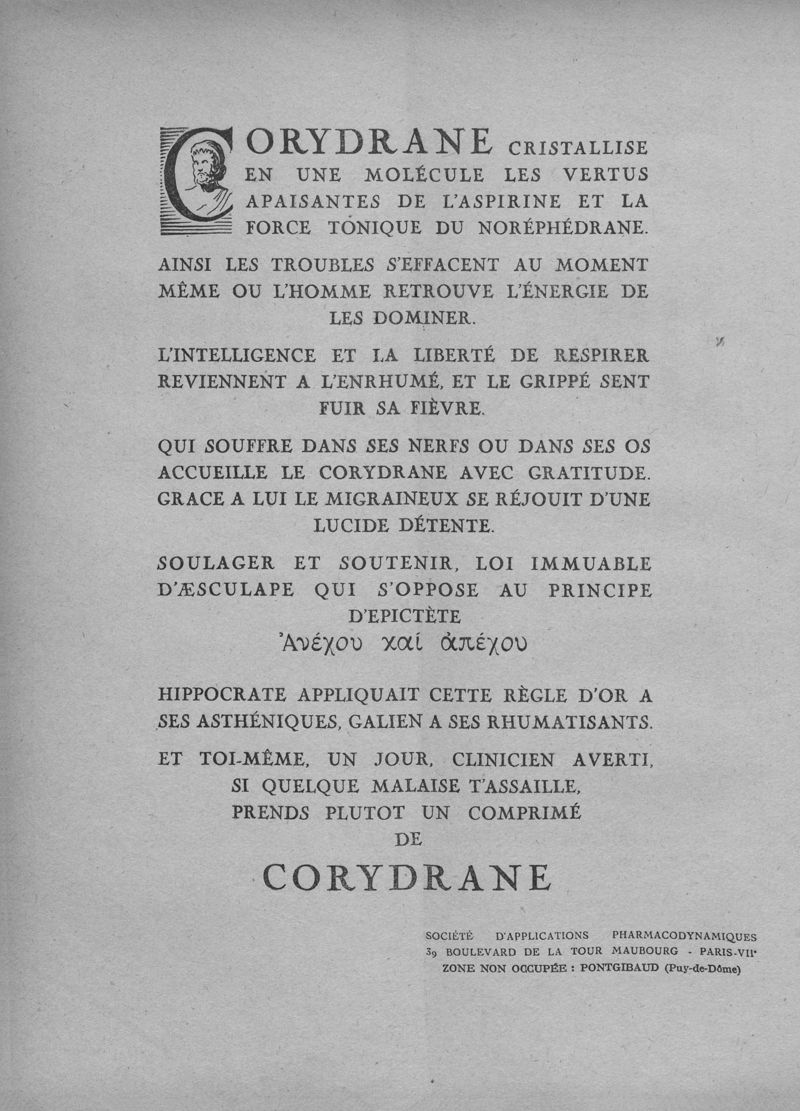 CORYDRANE CRISTALLISE
EN UNE MOLÉCULE LES VERTUS
APAISANTES DE L'ASPIRINE ET LA
FORCE TÓNIQUE DU NORÉPHÉDRANE.
AINSI LES TROUBLES S'EFFACENT AU MOMENT
MÊME OU L'HOMME RETROUVE L'ÉNERGIE DE
LES DOMINER.
L'INTELLIGENCE ET LA LIBERTÉ DE RESPIRER
REVIENNENT A L'ENRHUMÉ, ET LE GRIPPÉ SENT
FUIR SA FIÈVRE.
QUI SOUFFRE DANS SES NERFS OU DANS SES OS
ACCUEILLE LE CORYDRANE AVEC GRATITUDE.
GRACE A LUI LE MIGRAINEUX SE RÉJOUIT D'UNE
LUCIDE DÉTENTE.
SOULAGER ET SOUTENIR, LOI IMMUABLE
D'ÆSCULAPE QUI S'OPPOSE AU PRINCIPE
D'EPICTÈTE
Ἀνέχου καί ἀπέχου
HIPPOCRATE APPLIQUAIT CETTE RÈGLE D'OR A
SES ASTHÉNIQUES, GALIEN A SES RHUMATISANTS.
ET TOI-MÊME, UN JOUR, CLINICIEN AVERTI,
SI QUELQUE MALAISE T'ASSAILLE,
PRENDS PLUTOT UN COMPRIMÉ
DE
CORYDRANE
SOCIÉTÉ D'APPLICATIONS PHARMACODYNAMIQUES
39 BOULEVARD DE LA TOUR MAUBOURG - PARIS-VIIᵉ
ZONE NON OCCUPÉE : PONTGIBAUD (Puy-de-Dôme)